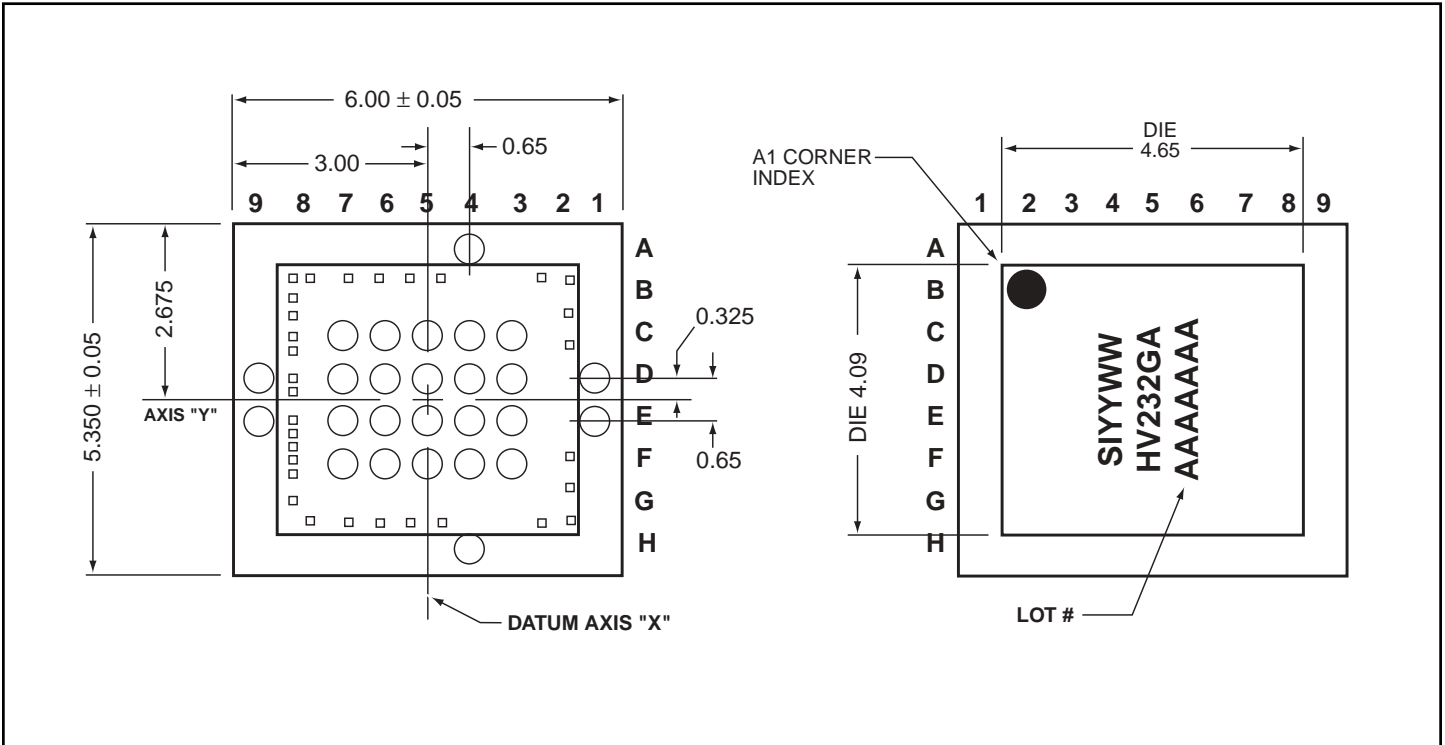 6.00 ± 0.05
0.65
3.00
9 8 7 6 5 4 3 2 1
A
B
C
D
E
F
G
H
5.350 ± 0.05
2.675
AXIS "Y"
0.325
0.65
DATUM AXIS "X"
A1 CORNER
INDEX
DIE
4.65
1 2 3 4 5 6 7 8 9
A
B
C
D
E
F
G
H
DIE 4.09
SIYYWW
HV232GA
AAAAAAA
LOT #